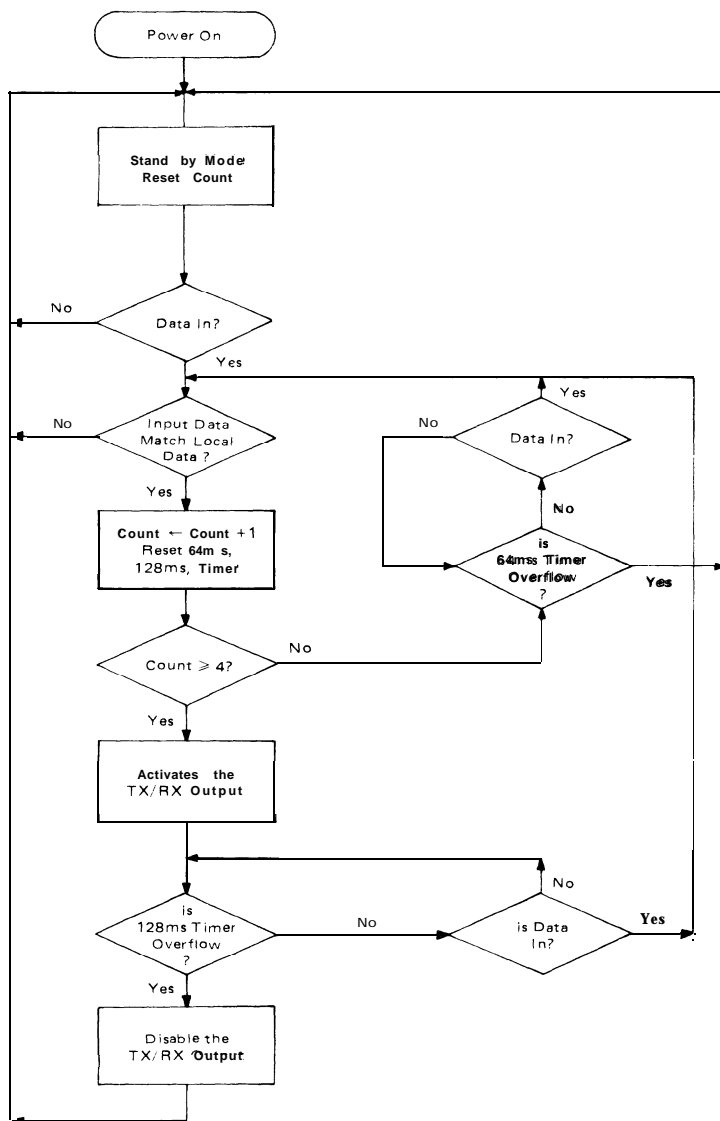 Power On
Stand by Mode
Reset Count
No
Data In?
Yes
No
Input Data
Match Local
Data ?
Yes
No
Data In?
Yes
No
is
64ms Timer
Overflow
?
Yes
Count ← Count +1
Reset 64m s,
128ms, Timer
Count ≥ 4?
No
Yes
Activates the
TX/RX Output
is
128ms Timer
Overflow
?
No
No
is Data
In?
Yes
Yes
Disable the
TX/RX Output